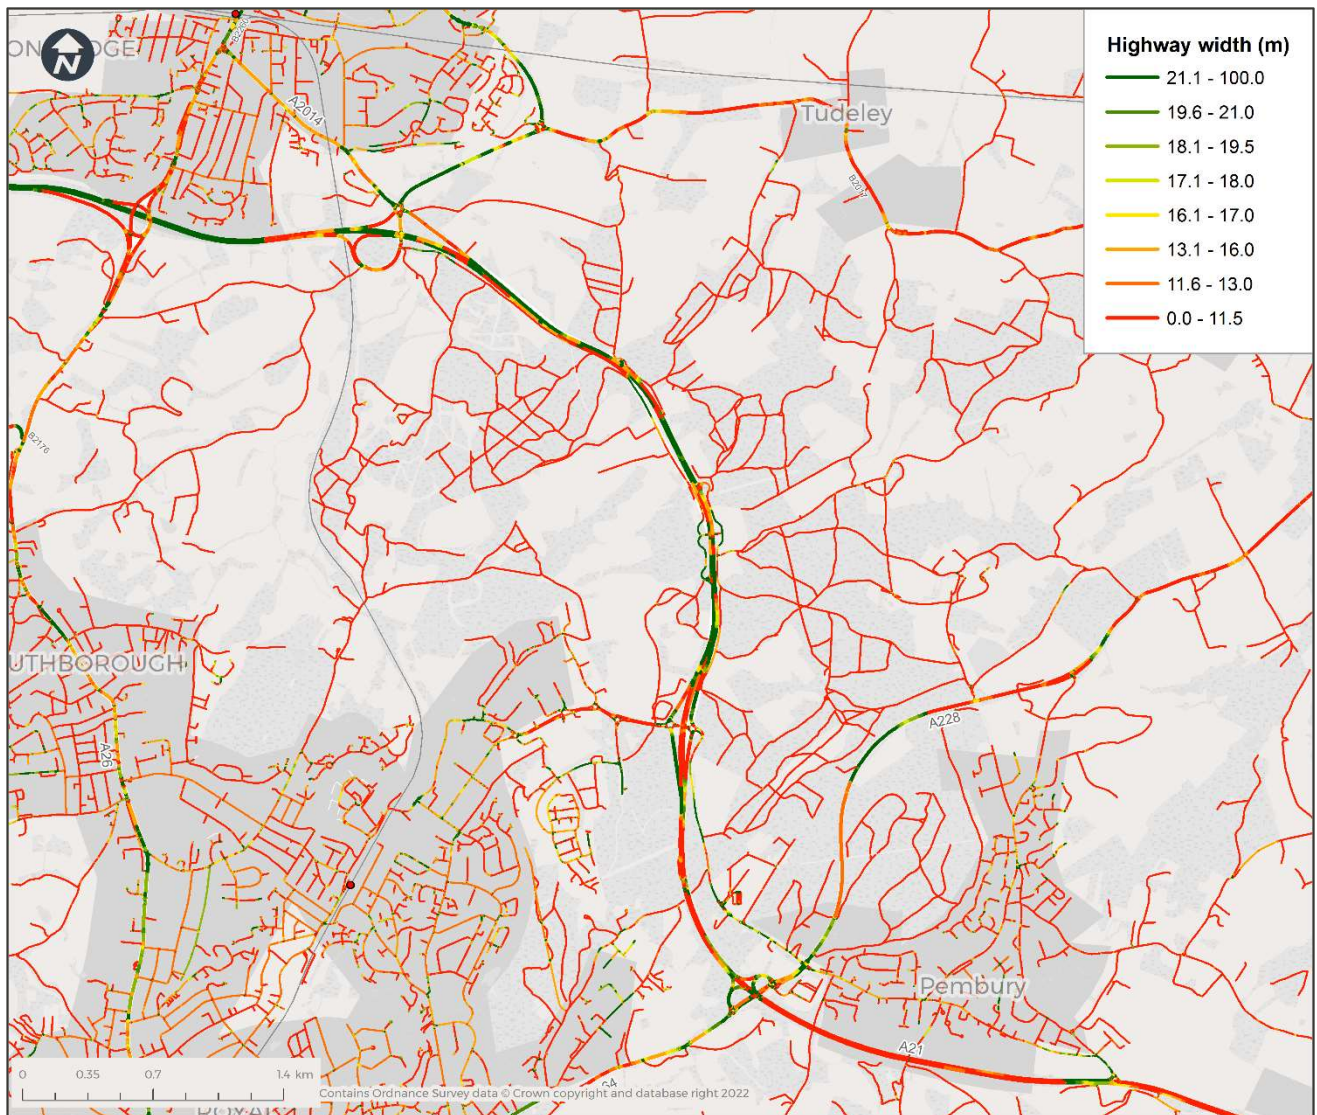 N
A2014
Tudeley
B2017
Highway width (m)
21.1 - 100.0
19.6 - 21.0
18.1 - 19.5
17.1 - 18.0
16.1 - 17.0
13.1 - 16.0
11.6 - 13.0
0.0 - 11.5
B2176
UTHBOROUGH
A26
A228
Pembury
A21
0 0.35 0.7 1.4 km
Contains Ordnance Survey data © Crown copyright and database right 2022